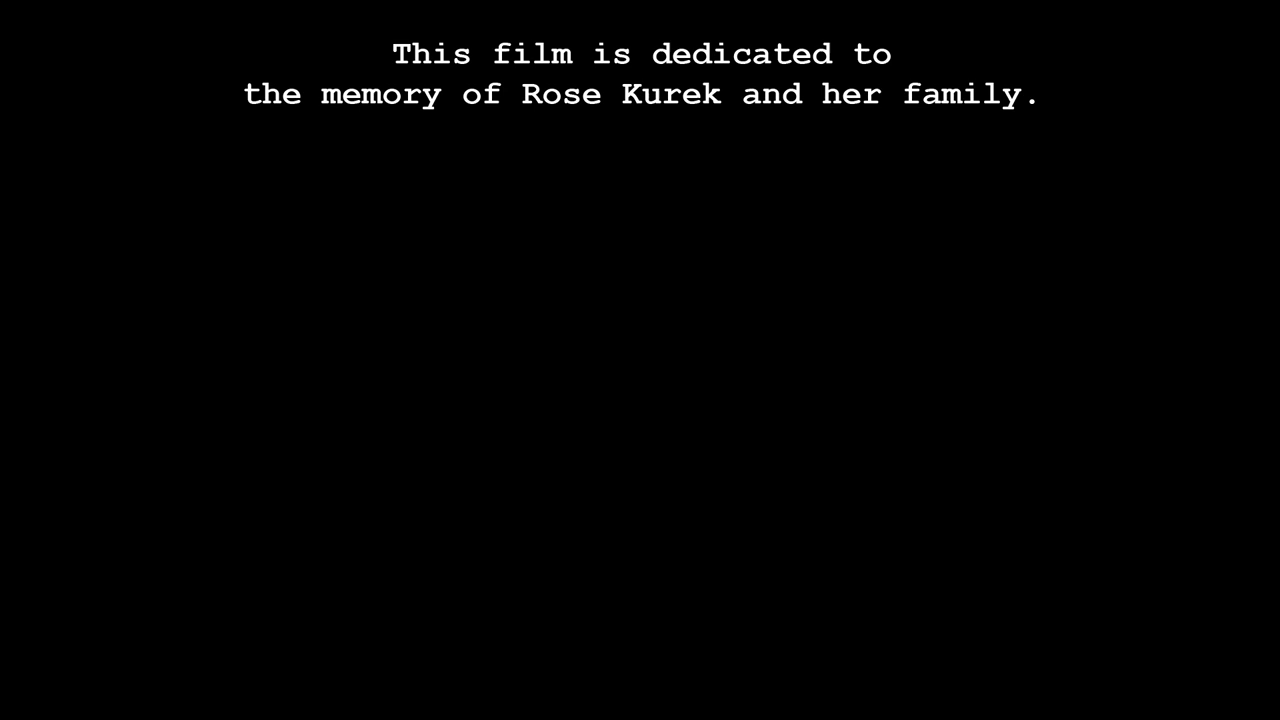 This film is dedicated to
the memory of Rose Kurek and her family.